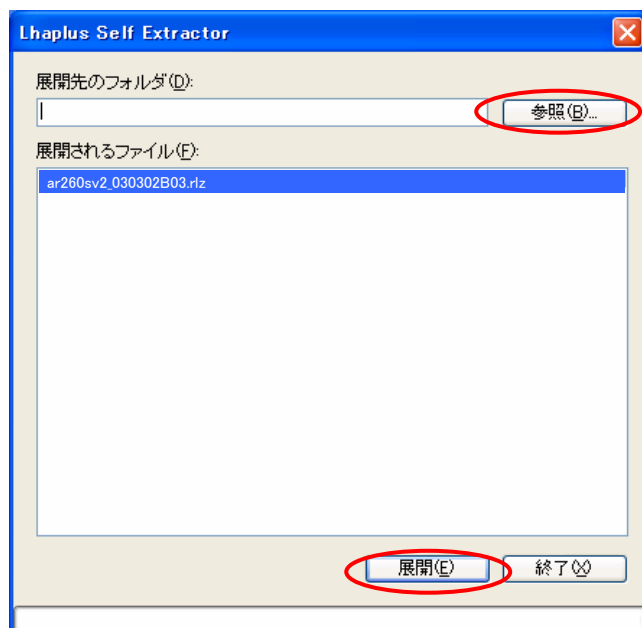 Lhaplus Self Extractor
展開先のフォルダ(D):
参照(B)...
展開されるファイル(F):
ar260sv2_030302B03.rlz
展開(E) 終了(X)